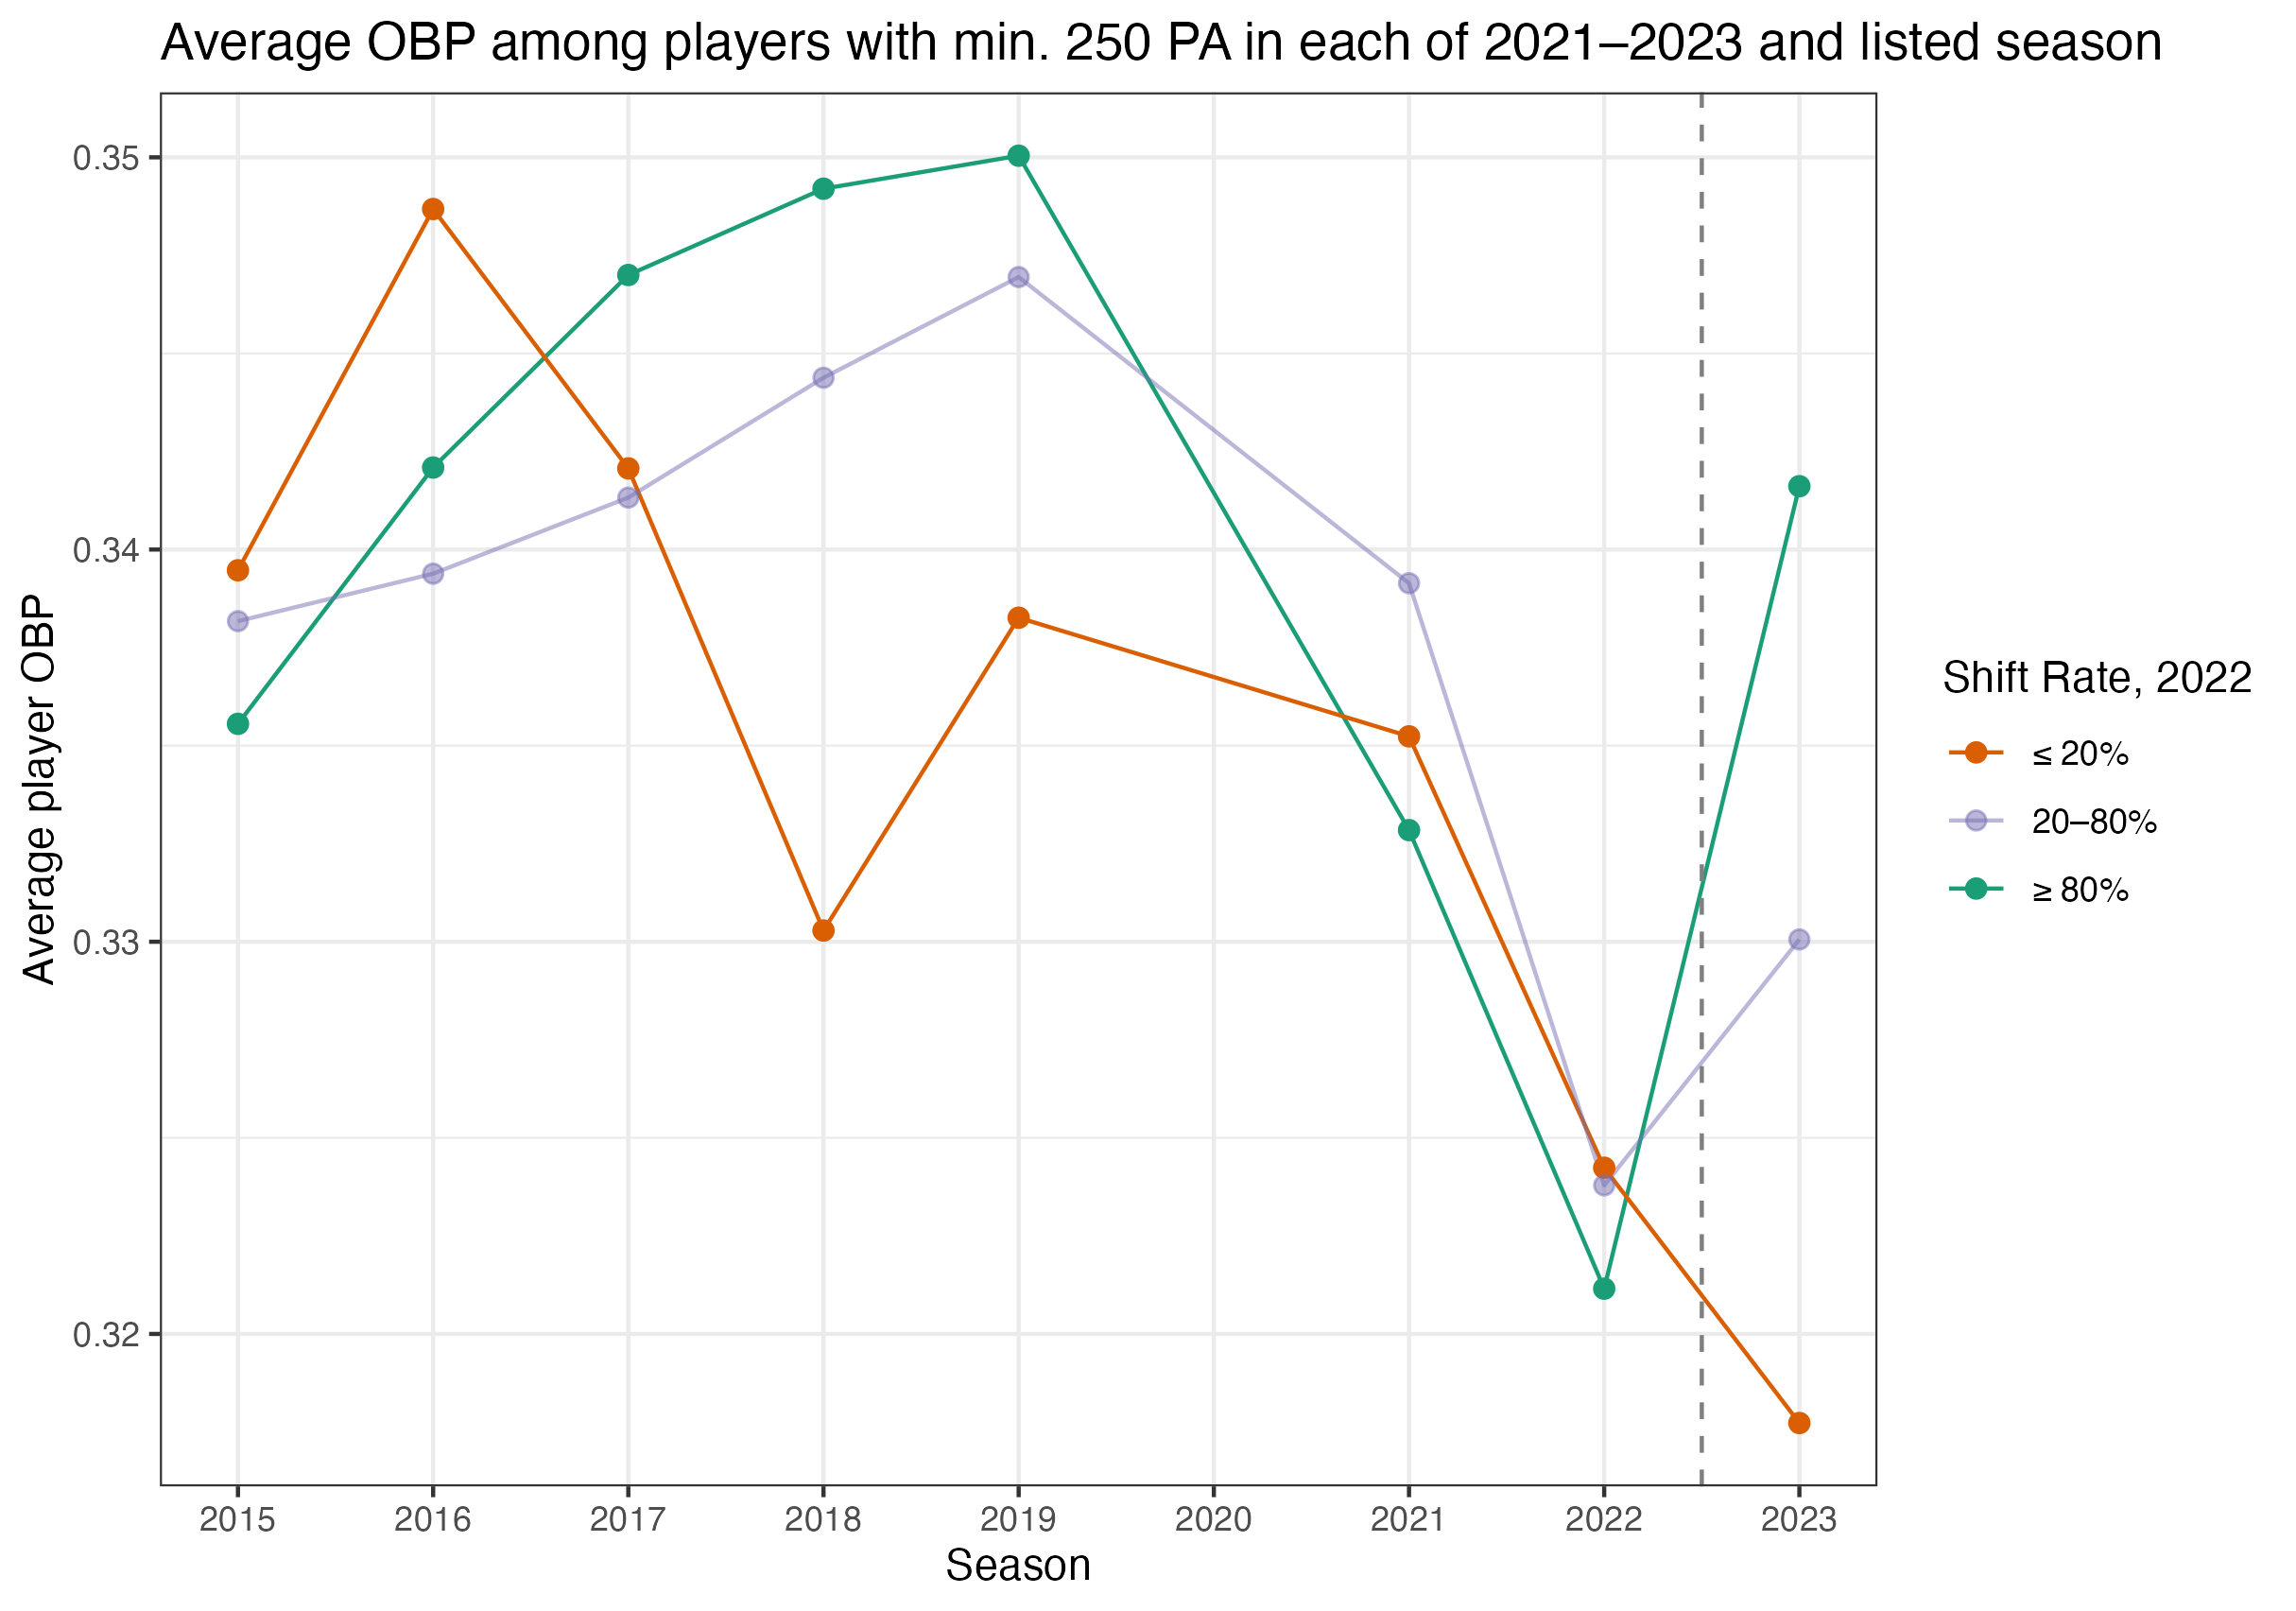 Average OBP among players with min. 250 PA in each of 2021–2023 and listed season
Average player OBP
0.35
0.34
0.33
0.32
2015 2016 2017 2018 2019 2020 2021 2022 2023
Season
Shift Rate, 2022
≤ 20%
20–80%
≥ 80%